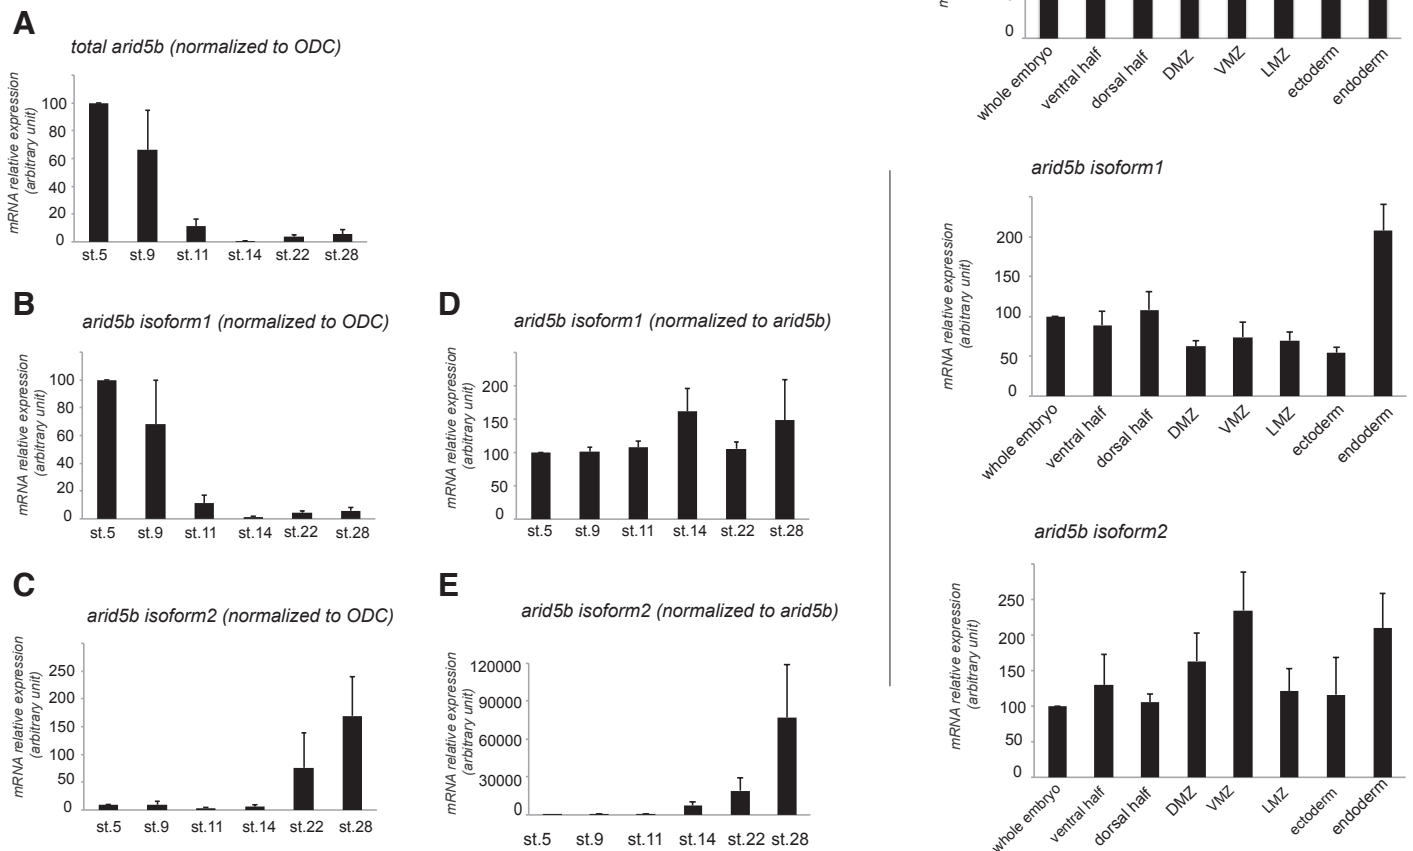 A
total arid5b (normalized to ODC)
mRNA relative expression
(arbitrary unit)
100
80
60
40
20
0
st.5 st.9 st.11 st.14 st.22 st.28
B
arid5b isoform1 (normalized to ODC)
mRNA relative expression
(arbitrary unit)
100
80
60
40
20
0
st.5 st.9 st.11 st.14 st.22 st.28
C
arid5b isoform2 (normalized to ODC)
mRNA relative expression
(arbitrary unit)
250
200
150
100
50
0
st.5 st.9 st.11 st.14 st.22 st.28
D
arid5b isoform1 (normalized to arid5b)
mRNA relative expression
(arbitrary unit)
200
150
100
50
0
st.5 st.9 st.11 st.14 st.22 st.28
E
arid5b isoform2 (normalized to arid5b)
mRNA relative expression
(arbitrary unit)
120000
90000
60000
30000
0
st.5 st.9 st.11 st.14 st.22 st.28
0
whole embryo ventral half dorsal half DMZ VMZ LMZ ectoderm endoderm
arid5b isoform1
mRNA relative expression
(arbitrary unit)
200
150
100
50
0
whole embryo ventral half dorsal half DMZ VMZ LMZ ectoderm endoderm
arid5b isoform2
mRNA relative expression
(arbitrary unit)
250
200
150
100
50
0
whole embryo ventral half dorsal half DMZ VMZ LMZ ectoderm endoderm